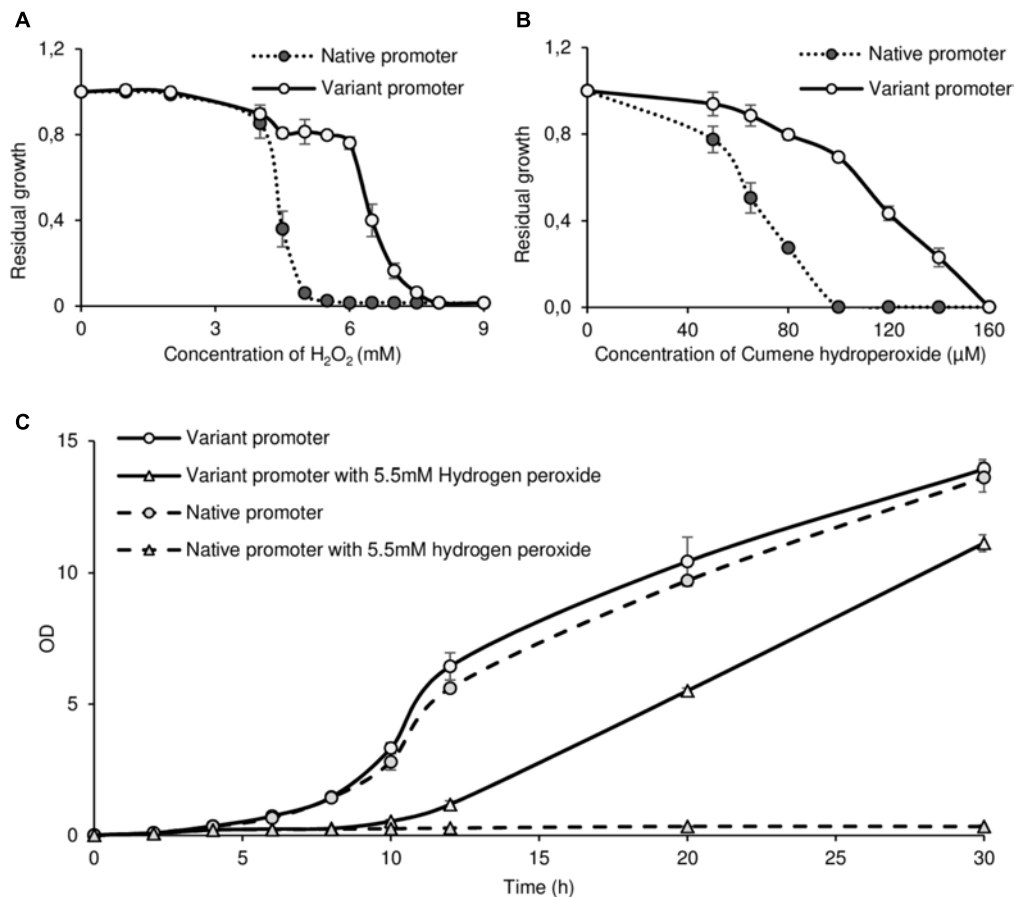 A
1,2
0,8
0,4
0
Residual growth
Native promoter
Variant promoter
0
3
6
9
Concentration of H₂O₂ (mM)
B
1,2
0,8
0,4
0,0
Residual growth
Native promoter
Variant promoter
0
40
80
120
160
Concentration of Cumene hydroperoxide (µM)
C
Variant promoter
Variant promoter with 5.5mM Hydrogen peroxide
Native promoter
Native promoter with 5.5mM hydrogen peroxide
15
10
5
0
OD
0
5
10
15
20
25
30
Time (h)